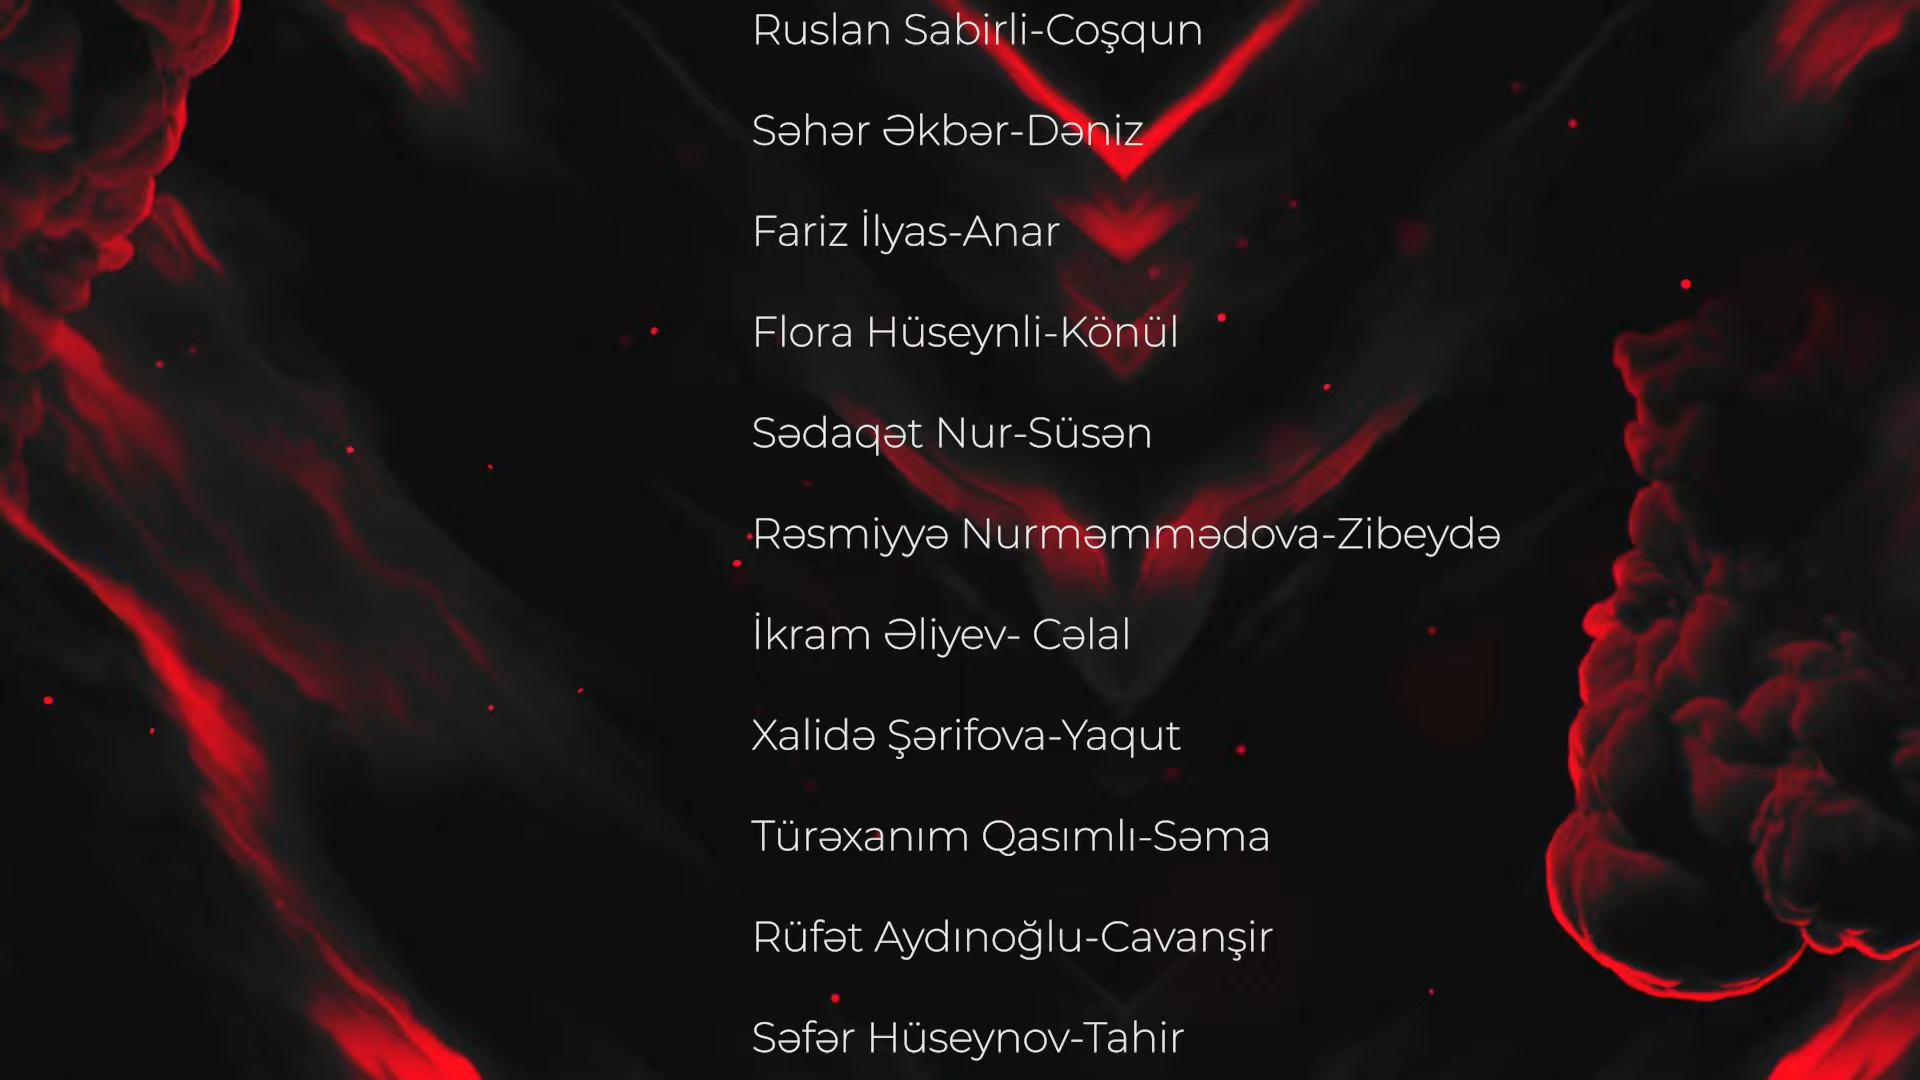 Ruslan Sabirli-Coşqun
Səhər Əkbər-Dəniz
Fariz İlyas-Anar
Flora Hüseynli-Könül
Sədaqət Nur-Süsən
Rəsmiyyə Nurməmmədova-Zibeydə
İkram Əliyev- Cəlal
Xalidə Şərifova-Yaqut
Türəxanım Qasımlı-Səma
Rüfət Aydınoğlu-Cavanşir
Səfər Hüseynov-Tahir